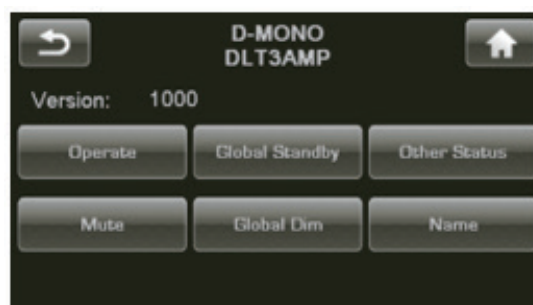 D-MONO
DLT3AMP
Version: 1000
Operate Global Standby Other Status
Mute Global Dim Name